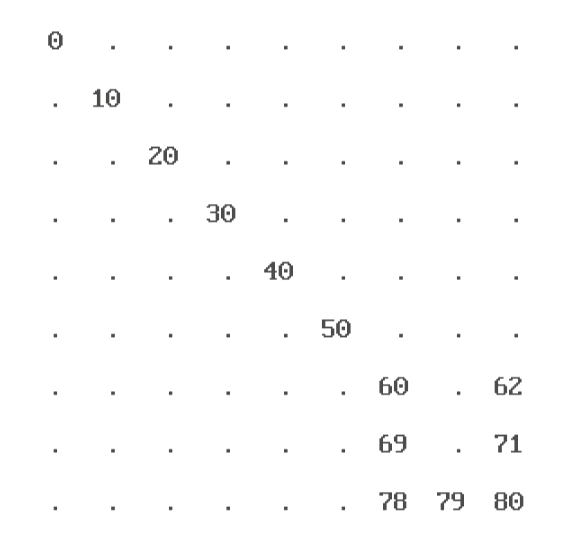 0 . . . . . . . .
. 10 . . . . . . .
. . 20 . . . . . .
. . . 30 . . . . .
. . . . 40 . . . .
. . . . . 50 . . .
. . . . . . 60 . 62
. . . . . . 69 . 71
. . . . . . 78 79 80